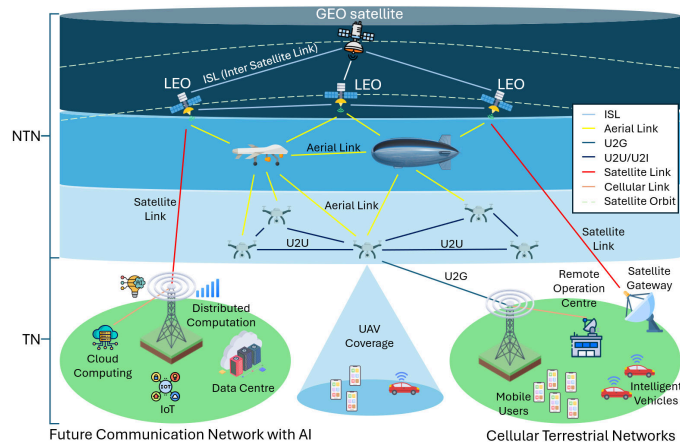 GEO satellite
ISL (Inter Satellite Link)
LEO
LEO
LEO
NTN
ISL
Aerial Link
U2G
U2U/U2I
Satellite Link
Cellular Link
Satellite Orbit
Aerial Link
Satellite
Link
Aerial Link
U2U
U2U
Satellite
Link
U2G
Remote
Operation
Centre
Satellite
Gateway
AI
Distributed
Computation
TN
UAV
Coverage
Cloud
Computing
Data Centre
IOT
IoT
Mobile
Users
Intelligent
Vehicles
Future Communication Network with AI
Cellular Terrestrial Networks